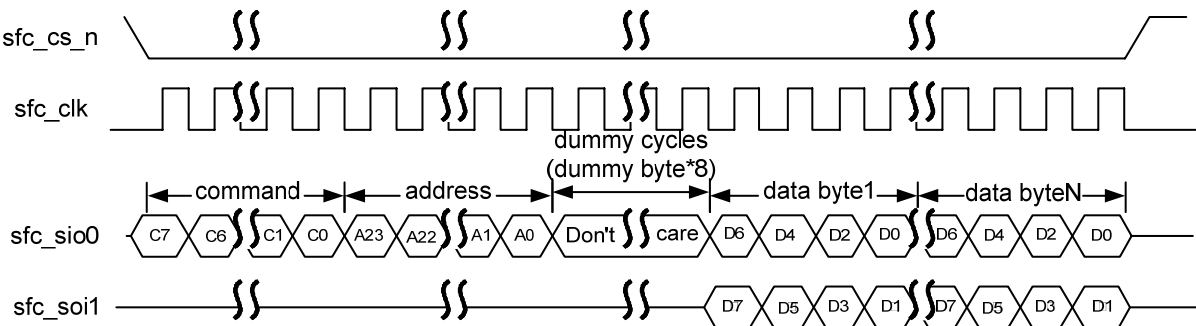 sfc_cs_n
sfc_clk
dummy cycles
(dummy byte*8)
command address data byte1 data byteN
sfc_sio0 C7 C6 C1 C0 A23 A22 A1 A0 Don't care D6 D4 D2 D0 D6 D4 D2 D0
sfc_soi1 D7 D5 D3 D1 D7 D5 D3 D1